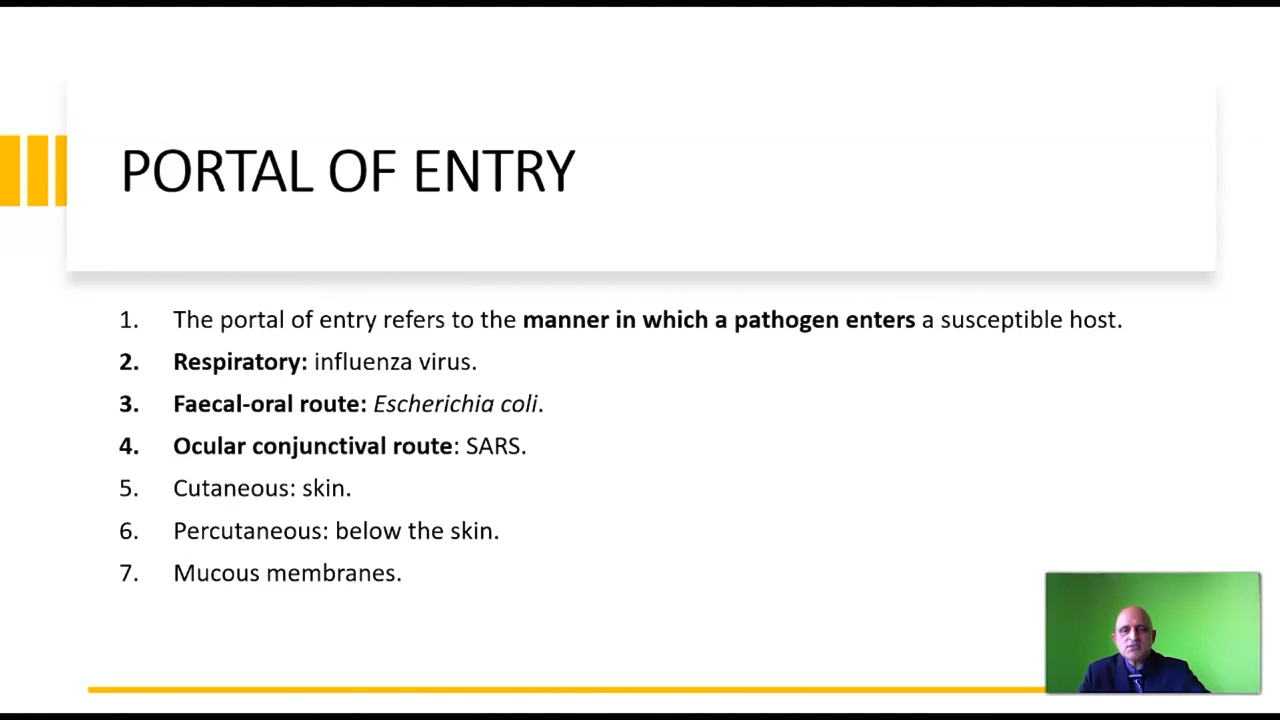 PORTAL OF ENTRY
1. The portal of entry refers to the manner in which a pathogen enters a susceptible host.
2. Respiratory: influenza virus.
3. Faecal-oral route: Escherichia coli.
4. Ocular conjunctival route: SARS.
5. Cutaneous: skin.
6. Percutaneous: below the skin.
7. Mucous membranes.